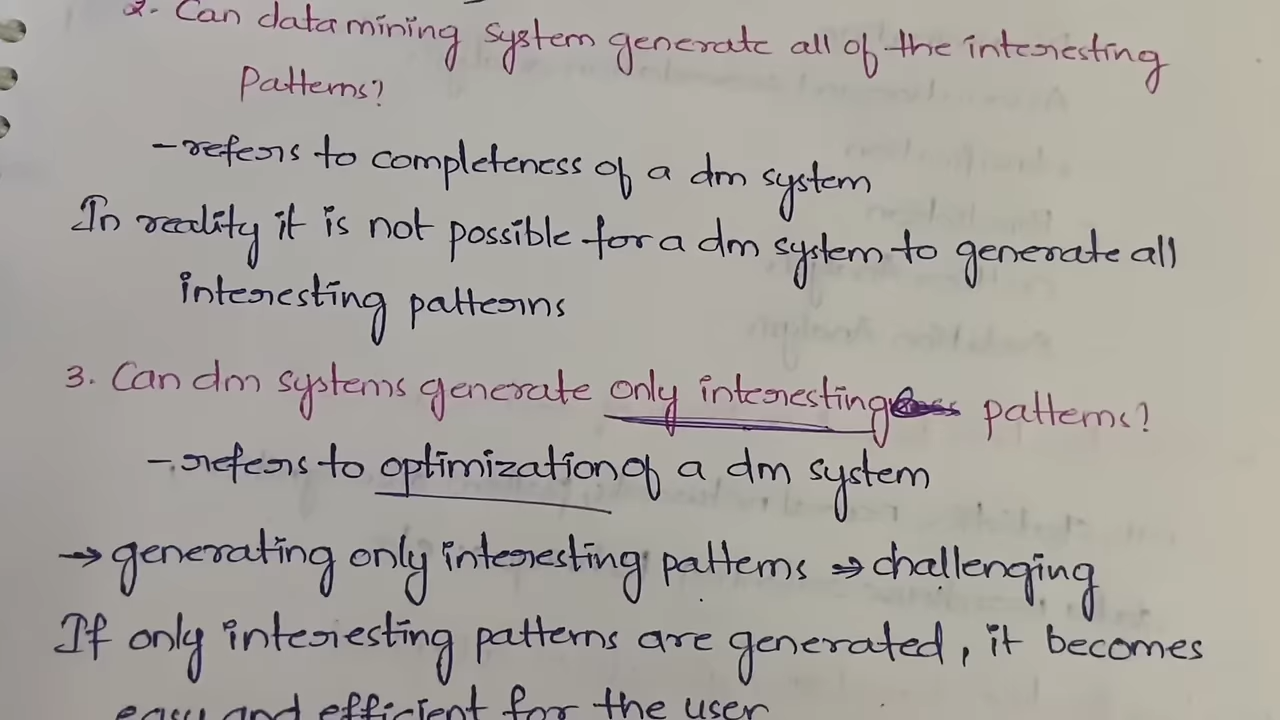 2. Can data mining system generate all of the interesting
Patterns?
- refers to completeness of a dm system
In reality it is not possible for a dm system to generate all
interesting patterns
3. Can dm systems generate only interesting patterns?
- refers to optimization of a dm system
→ generating only interesting patterns ⇒ challenging
If only interesting patterns are generated, it becomes
easy and efficient for the user